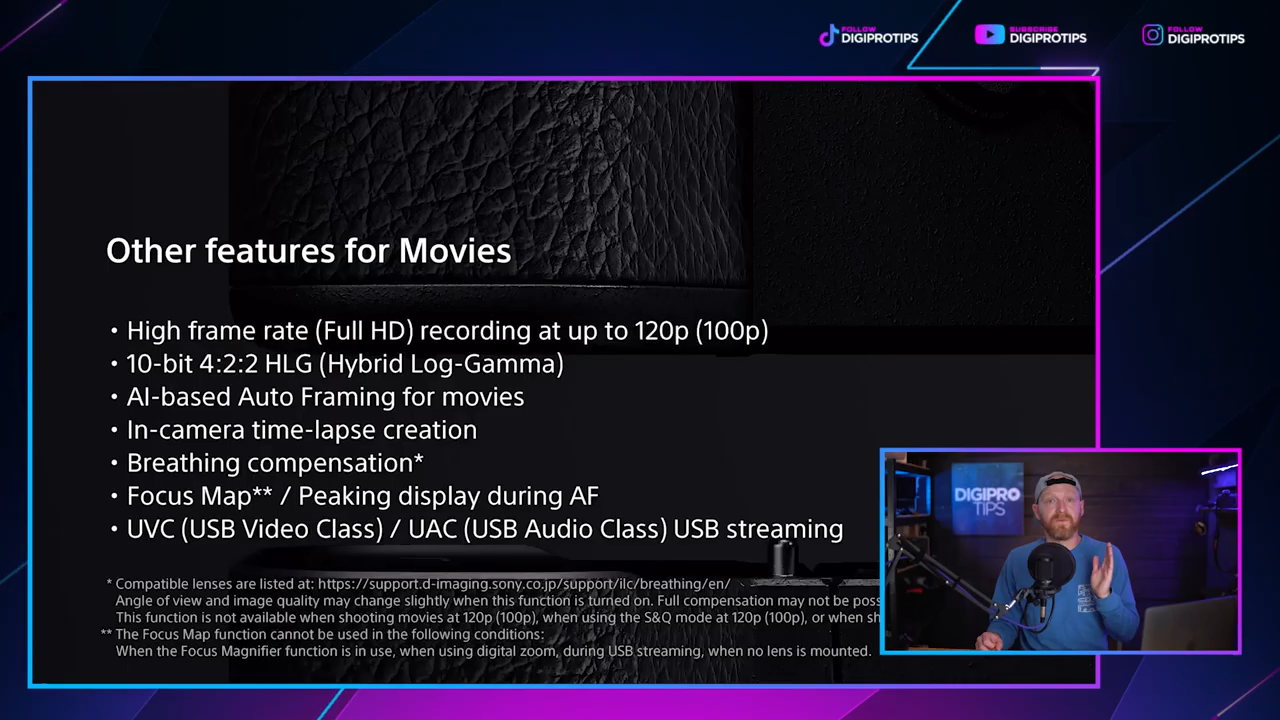 FOLLOW
DIGIPROTIPS
SUBSCRIBE
DIGIPROTIPS
FOLLOW
DIGIPROTIPS
Other features for Movies
• High frame rate (Full HD) recording at up to 120p (100p)
• 10-bit 4:2:2 HLG (Hybrid Log-Gamma)
• AI-based Auto Framing for movies
• In-camera time-lapse creation
• Breathing compensation*
• Focus Map** / Peaking display during AF
• UVC (USB Video Class) / UAC (USB Audio Class) USB streaming
* Compatible lenses are listed at: https://support.d-imaging.sony.co.jp/support/ilc/breathing/en/
Angle of view and image quality may change slightly when this function is turned on. Full compensation may not be poss
This function is not available when shooting movies at 120p (100p), when using the S&Q mode at 120p (100p), or when sh
** The Focus Map function cannot be used in the following conditions:
When the Focus Magnifier function is in use, when using digital zoom, during USB streaming, when no lens is mounted.
DIGIPRO
TIPS